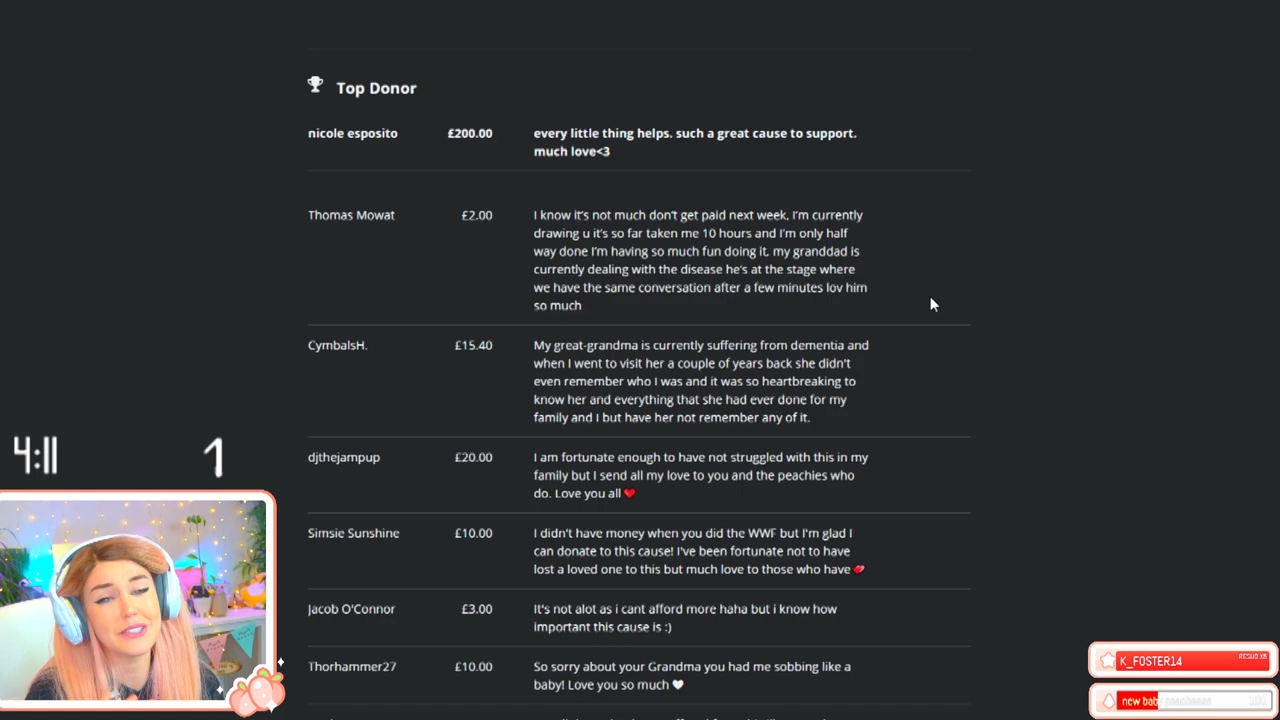 Top Donor
nicole esposito £200.00 every little thing helps. such a great cause to support.
much love<3
Thomas Mowat £2.00 I know it's not much don't get paid next week, I'm currently
drawing u it's so far taken me 10 hours and I'm only half
way done I'm having so much fun doing it, my granddad is
currently dealing with the disease he's at the stage where
we have the same conversation after a few minutes lov him
so much
CymbalsH. £15.40 My great-grandma is currently suffering from dementia and
when I went to visit her a couple of years back she didn't
even remember who I was and it was so heartbreaking to
know her and everything that she had ever done for my
family and I but have her not remember any of it.
djthejampup £20.00 I am fortunate enough to have not struggled with this in my
family but I send all my love to you and the peachies who
do. Love you all ❤
Simsie Sunshine £10.00 I didn't have money when you did the WWF but I'm glad I
can donate to this cause! I've been fortunate not to have
lost a loved one to this but much love to those who have 💕
Jacob O'Connor £3.00 It's not alot as i cant afford more haha but i know how
important this cause is :)
Thorhammer27 £10.00 So sorry about your Grandma you had me sobbing like a
baby! Love you so much 🤍
4:11 1
K_FOSTER14
new baby peacheese